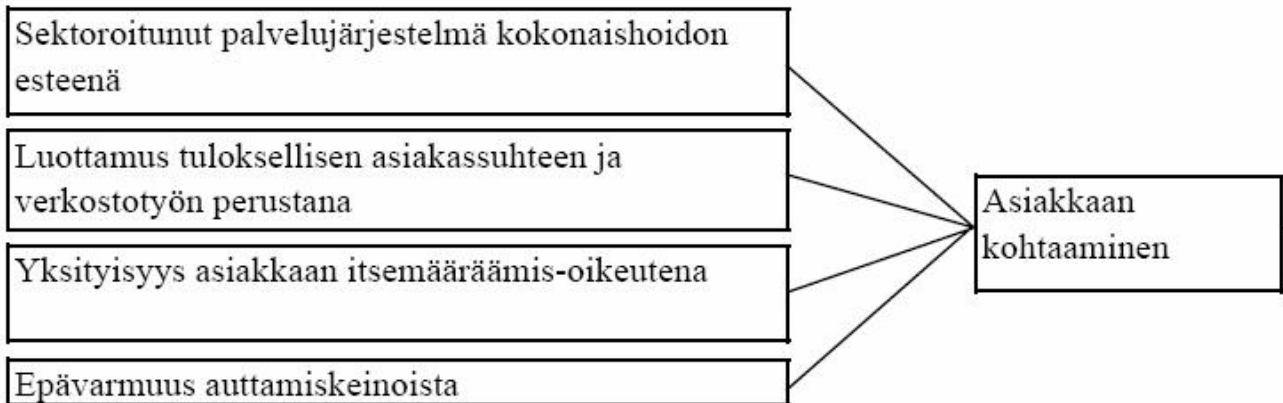 Sektoroitunut palvelujärjestelmä kokonaishoidon
esteenä
Luottamus tuloksellisen asiakassuhteen ja
verkostotyön perustana
Yksityisyys asiakkaan itsemääräämis-oikeutena
Epävarmuus auttamiskeinoista
Asiakkaan
kohtaaminen